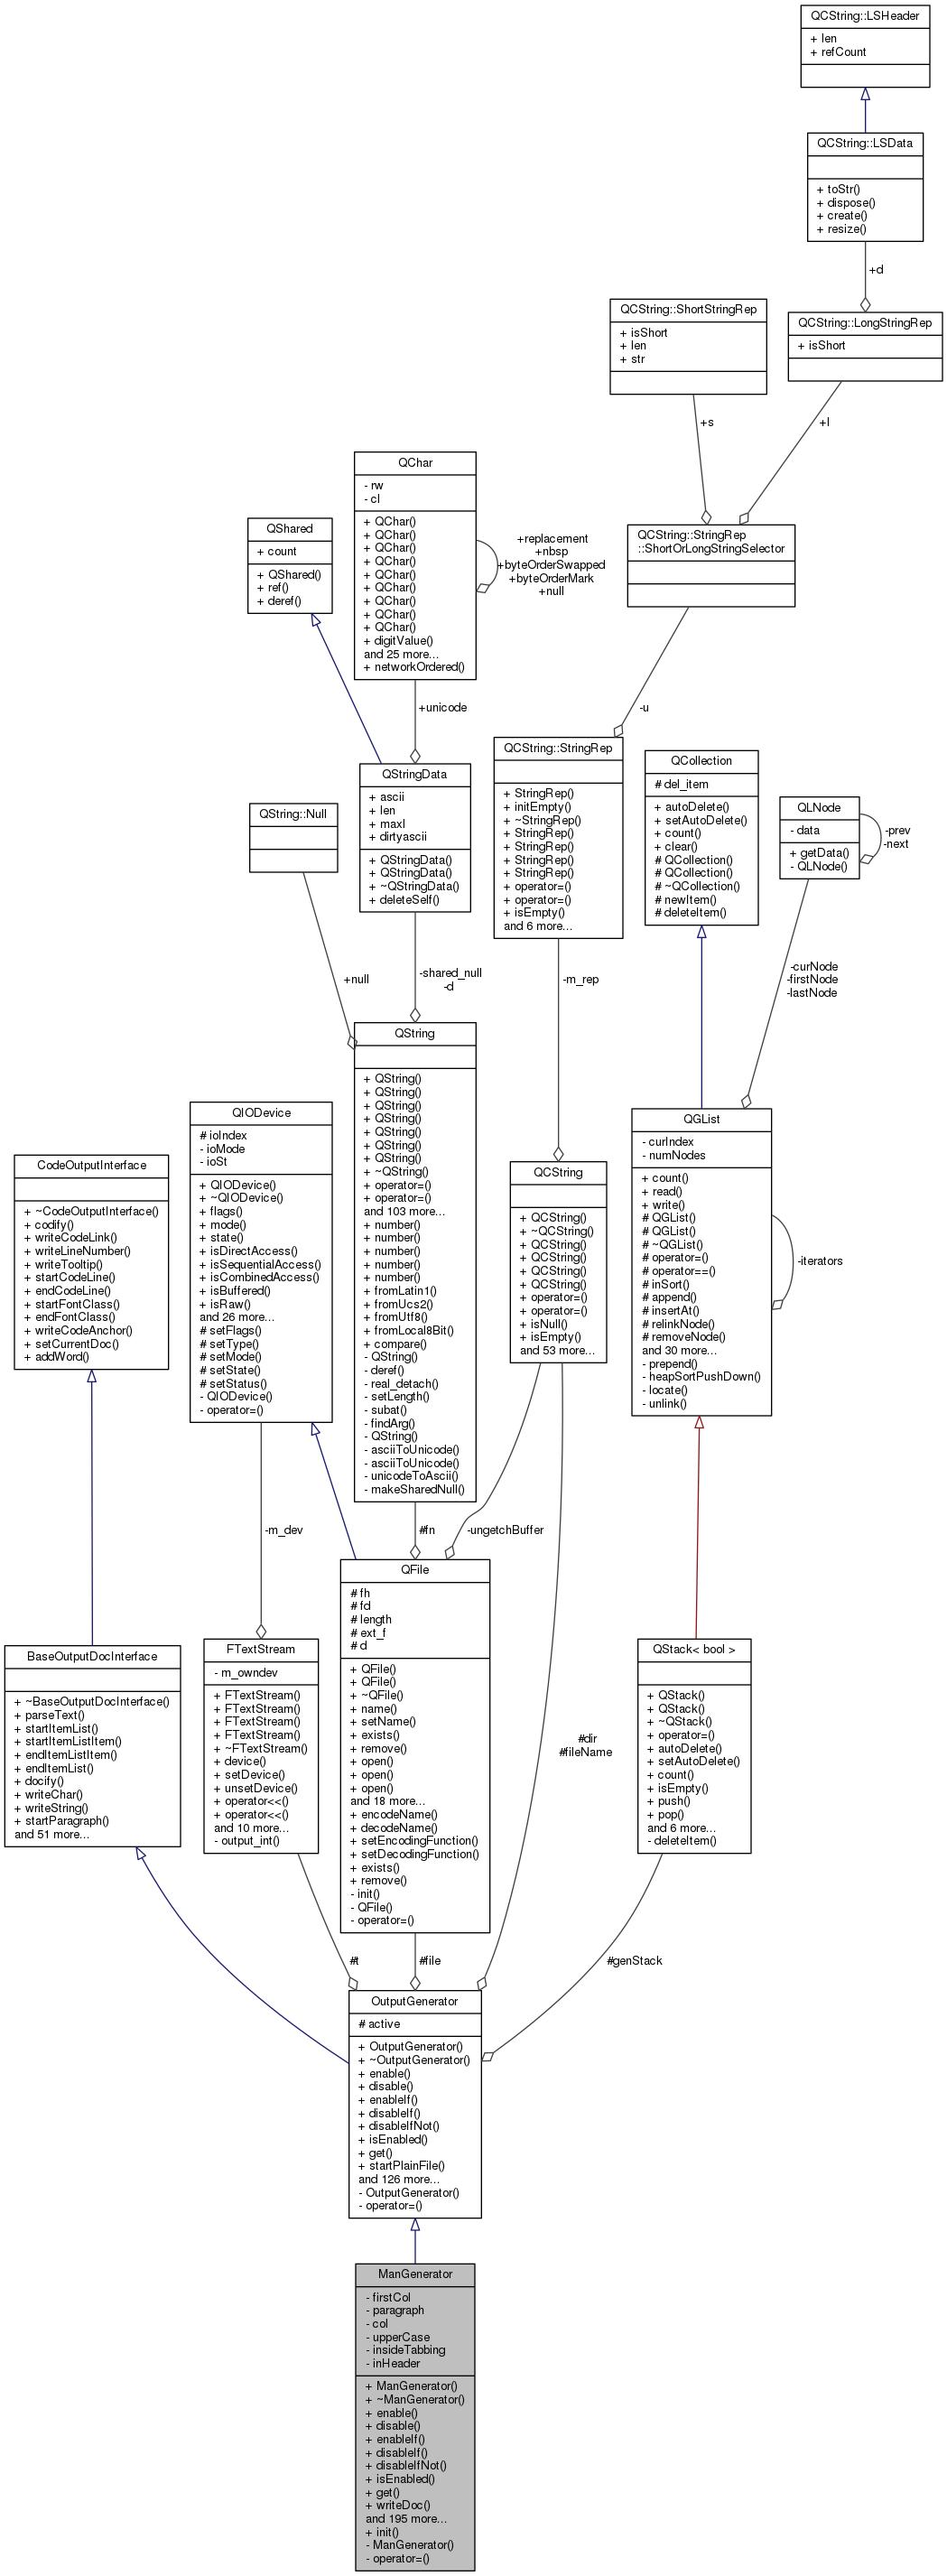 QCString::LSHeader
+ len
+ refCount
QCString::LSData
+ toStr()
+ dispose()
+ create()
+ resize()
+d
QCString::ShortStringRep
+ isShort
+ len
+ str
QCString::LongStringRep
+ isShort
+s
+l
QChar
- rw
- cl
+ QChar()
+ QChar()
+ QChar()
+ QChar()
+ QChar()
+ QChar()
+ QChar()
+ QChar()
+ QChar()
+ digitValue()
and 25 more...
+ networkOrdered()
+replacement
+nbsp
+byteOrderSwapped
+byteOrderMark
+null
QShared
+ count
+ QShared()
+ ref()
+ deref()
QCString::StringRep
::ShortOrLongStringSelector
+unicode
-u
QStringData
+ ascii
+ len
+ maxl
+ dirtyascii
+ QStringData()
+ QStringData()
+ ~QStringData()
+ deleteSelf()
QString::Null
QCString::StringRep
+ StringRep()
+ initEmpty()
+ ~StringRep()
+ StringRep()
+ StringRep()
+ StringRep()
+ StringRep()
+ operator=()
+ operator=()
+ isEmpty()
and 6 more...
QCollection
# del_item
+ autoDelete()
+ setAutoDelete()
+ count()
+ clear()
# QCollection()
# QCollection()
# ~QCollection()
# newItem()
# deleteItem()
QLNode
- data
+ getData()
- QLNode()
-prev
-next
+null
-shared_null
-d
-m_rep
-curNode
-firstNode
-lastNode
QString
+ QString()
+ QString()
+ QString()
+ QString()
+ QString()
+ QString()
+ QString()
+ ~QString()
+ operator=()
+ operator=()
and 103 more...
+ number()
+ number()
+ number()
+ number()
+ number()
+ fromLatin1()
+ fromUcs2()
+ fromUtf8()
+ fromLocal8Bit()
+ compare()
- QString()
- deref()
- real_detach()
- setLength()
- subat()
- findArg()
- QString()
- asciiToUnicode()
- asciiToUnicode()
- unicodeToAscii()
- makeSharedNull()
QIODevice
# ioIndex
- ioMode
- ioSt
+ QIODevice()
+ ~QIODevice()
+ flags()
+ mode()
+ state()
+ isDirectAccess()
+ isSequentialAccess()
+ isCombinedAccess()
+ isBuffered()
+ isRaw()
and 26 more...
# setFlags()
# setType()
# setMode()
# setState()
# setStatus()
- QIODevice()
- operator=()
CodeOutputInterface
+ ~CodeOutputInterface()
+ codify()
+ writeCodeLink()
+ writeLineNumber()
+ writeTooltip()
+ startCodeLine()
+ endCodeLine()
+ startFontClass()
+ endFontClass()
+ writeCodeAnchor()
+ setCurrentDoc()
+ addWord()
QCString
+ QCString()
+ ~QCString()
+ QCString()
+ QCString()
+ QCString()
+ QCString()
+ operator=()
+ operator=()
+ isNull()
+ isEmpty()
and 53 more...
QGList
- curIndex
- numNodes
+ count()
+ read()
+ write()
# QGList()
# QGList()
# ~QGList()
# operator=()
# operator==()
# inSort()
# append()
# insertAt()
# relinkNode()
# removeNode()
and 30 more...
- prepend()
- heapSortPushDown()
- locate()
- unlink()
-iterators
-m_dev
#fn
-ungetchBuffer
QFile
# fh
# fd
# length
# ext_f
# d
+ QFile()
+ QFile()
+ ~QFile()
+ name()
+ setName()
+ exists()
+ remove()
+ open()
+ open()
+ open()
and 18 more...
+ encodeName()
+ decodeName()
+ setEncodingFunction()
+ setDecodingFunction()
+ exists()
+ remove()
- init()
- QFile()
- operator=()
BaseOutputDocInterface
+ ~BaseOutputDocInterface()
+ parseText()
+ startItemList()
+ startItemListItem()
+ endItemListItem()
+ endItemList()
+ docify()
+ writeChar()
+ writeString()
+ startParagraph()
and 51 more...
FTextStream
- m_owndev
+ FTextStream()
+ FTextStream()
+ FTextStream()
+ FTextStream()
+ ~FTextStream()
+ device()
+ setDevice()
+ unsetDevice()
+ operator<<()
+ operator<<()
and 10 more...
- output_int()
#dir
#fileName
QStack< bool >
+ QStack()
+ QStack()
+ ~QStack()
+ operator=()
+ autoDelete()
+ setAutoDelete()
+ count()
+ isEmpty()
+ push()
+ pop()
and 6 more...
- deleteItem()
#t
#file
#genStack
OutputGenerator
# active
+ OutputGenerator()
+ ~OutputGenerator()
+ enable()
+ disable()
+ enableIf()
+ disableIf()
+ disableIfNot()
+ isEnabled()
+ get()
+ startPlainFile()
and 126 more...
- OutputGenerator()
- operator=()
ManGenerator
- firstCol
- paragraph
- col
- upperCase
- insideTabbing
- inHeader
+ ManGenerator()
+ ~ManGenerator()
+ enable()
+ disable()
+ enableIf()
+ disableIf()
+ disableIfNot()
+ isEnabled()
+ get()
+ writeDoc()
and 195 more...
+ init()
- ManGenerator()
- operator=()